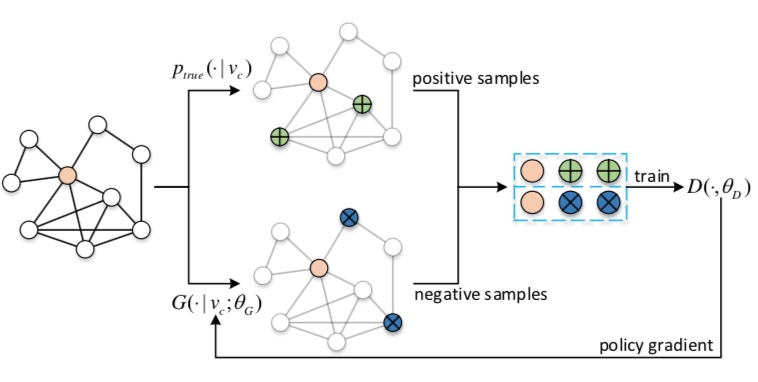 p_true(·|v_c)
positive samples
train
D(·,θ_D)
G(·|v_c;θ_G)
negative samples
policy gradient